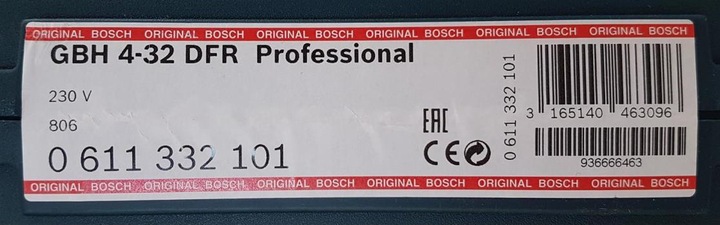 ORIGINAL BOSCH ORIGINAL BOSCH ORIGINAL BOSCH ORIGINAL BOSCH ORIGINAL BOSCH ORIGINAL BOSCH
GBH 4-32 DFR Professional
230 V
806
0 611 332 101
EAC
CE
0 611 332 101
3 165140 463096
936666463
ORIGINAL BOSCH ORIGINAL BOSCH ORIGINAL BOSCH ORIGINAL BOSCH ORIGINAL BOSCH ORIGINAL BOSCH